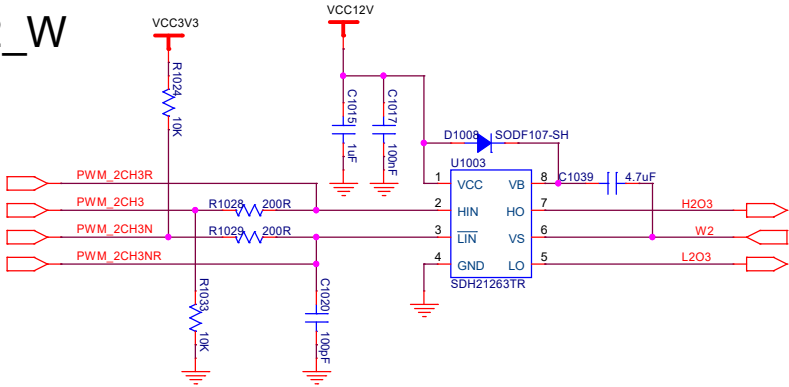 _W
VCC3V3
VCC12V
R1024
10K
C1015
1uF
C1017
100nF
D1008 SODF107-SH
U1003
PWM_2CH3R
1 VCC VB 8
C1039 4.7uF
PWM_2CH3
R1028 200R
2 HIN HO 7
H2O3
PWM_2CH3N
R1029 200R
3 LIN VS 6
W2
PWM_2CH3NR
4 GND LO 5
L2O3
SDH21263TR
R1033
10K
C1020
100pF